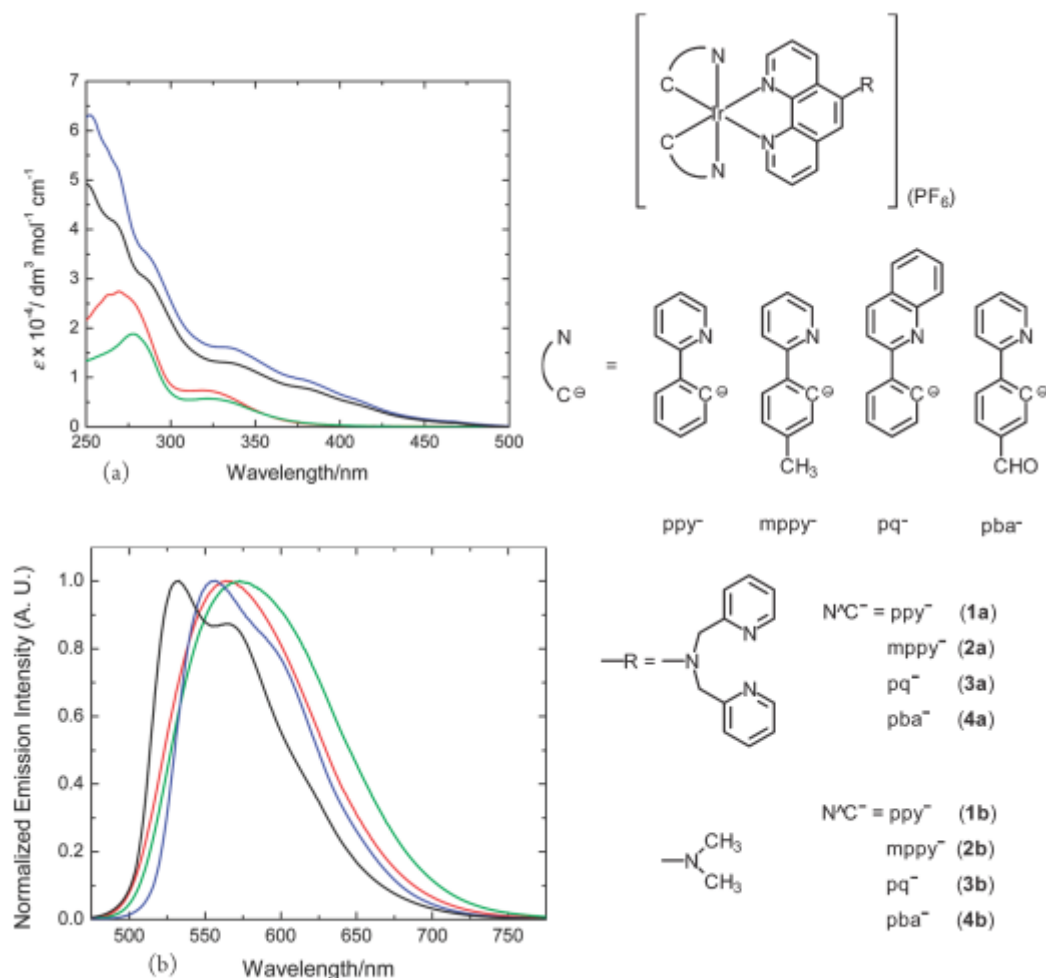 7
6
5
4
3
2
1
0
ε x 10⁻⁴/ dm³ mol⁻¹ cm⁻¹
250 300 350 400 450 500
(a)
Wavelength/nm
1.0
0.8
0.6
0.4
0.2
0.0
Normalized Emission Intensity (A. U.)
500 550 600 650 700 750
(b)
Wavelength/nm
N
C
Ir
C
N
N
N
R
(PF₆)
N
C⊖
=
N
C⊖
N
C⊖
CH₃
N
C⊖
N
C⊖
CHO
ppy⁻ mppy⁻ pq⁻ pba⁻
N
—R = —N
N
N^C⁻ = ppy⁻ (1a)
mppy⁻ (2a)
pq⁻ (3a)
pba⁻ (4a)
CH₃
—N
CH₃
N^C⁻ = ppy⁻ (1b)
mppy⁻ (2b)
pq⁻ (3b)
pba⁻ (4b)